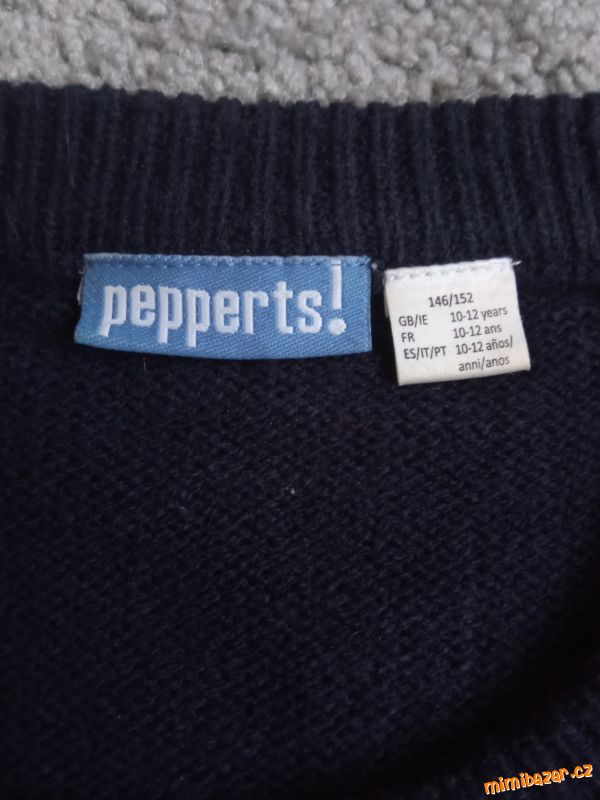 pepperts!
146/152
GB/IE 10-12 years
FR 10-12 ans
ES/IT/PT 10-12 años/
anni/anos
mimibazar.cz